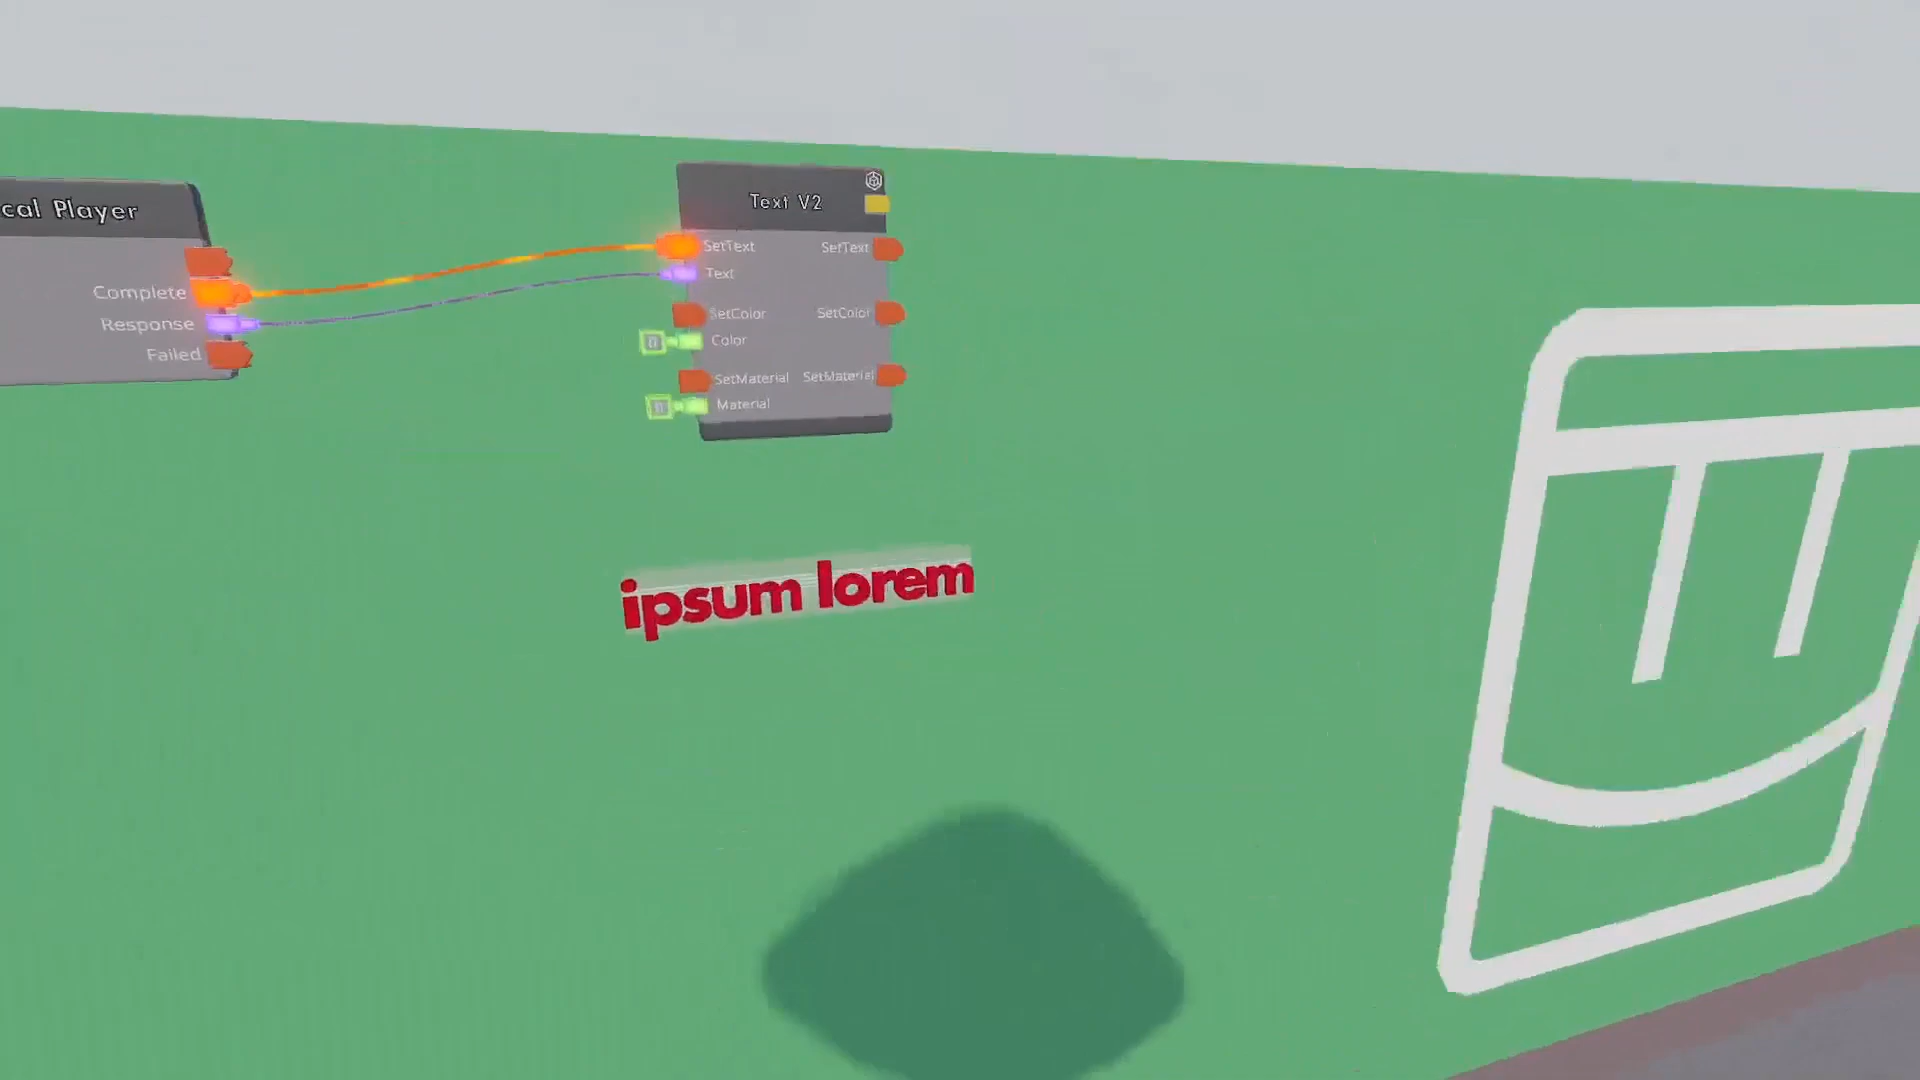 cal Player
Complete
Response
Failed
Text V2
SetText SetText
Text
SetColor SetColor
Color
SetMaterial SetMaterial
Material
ipsum lorem